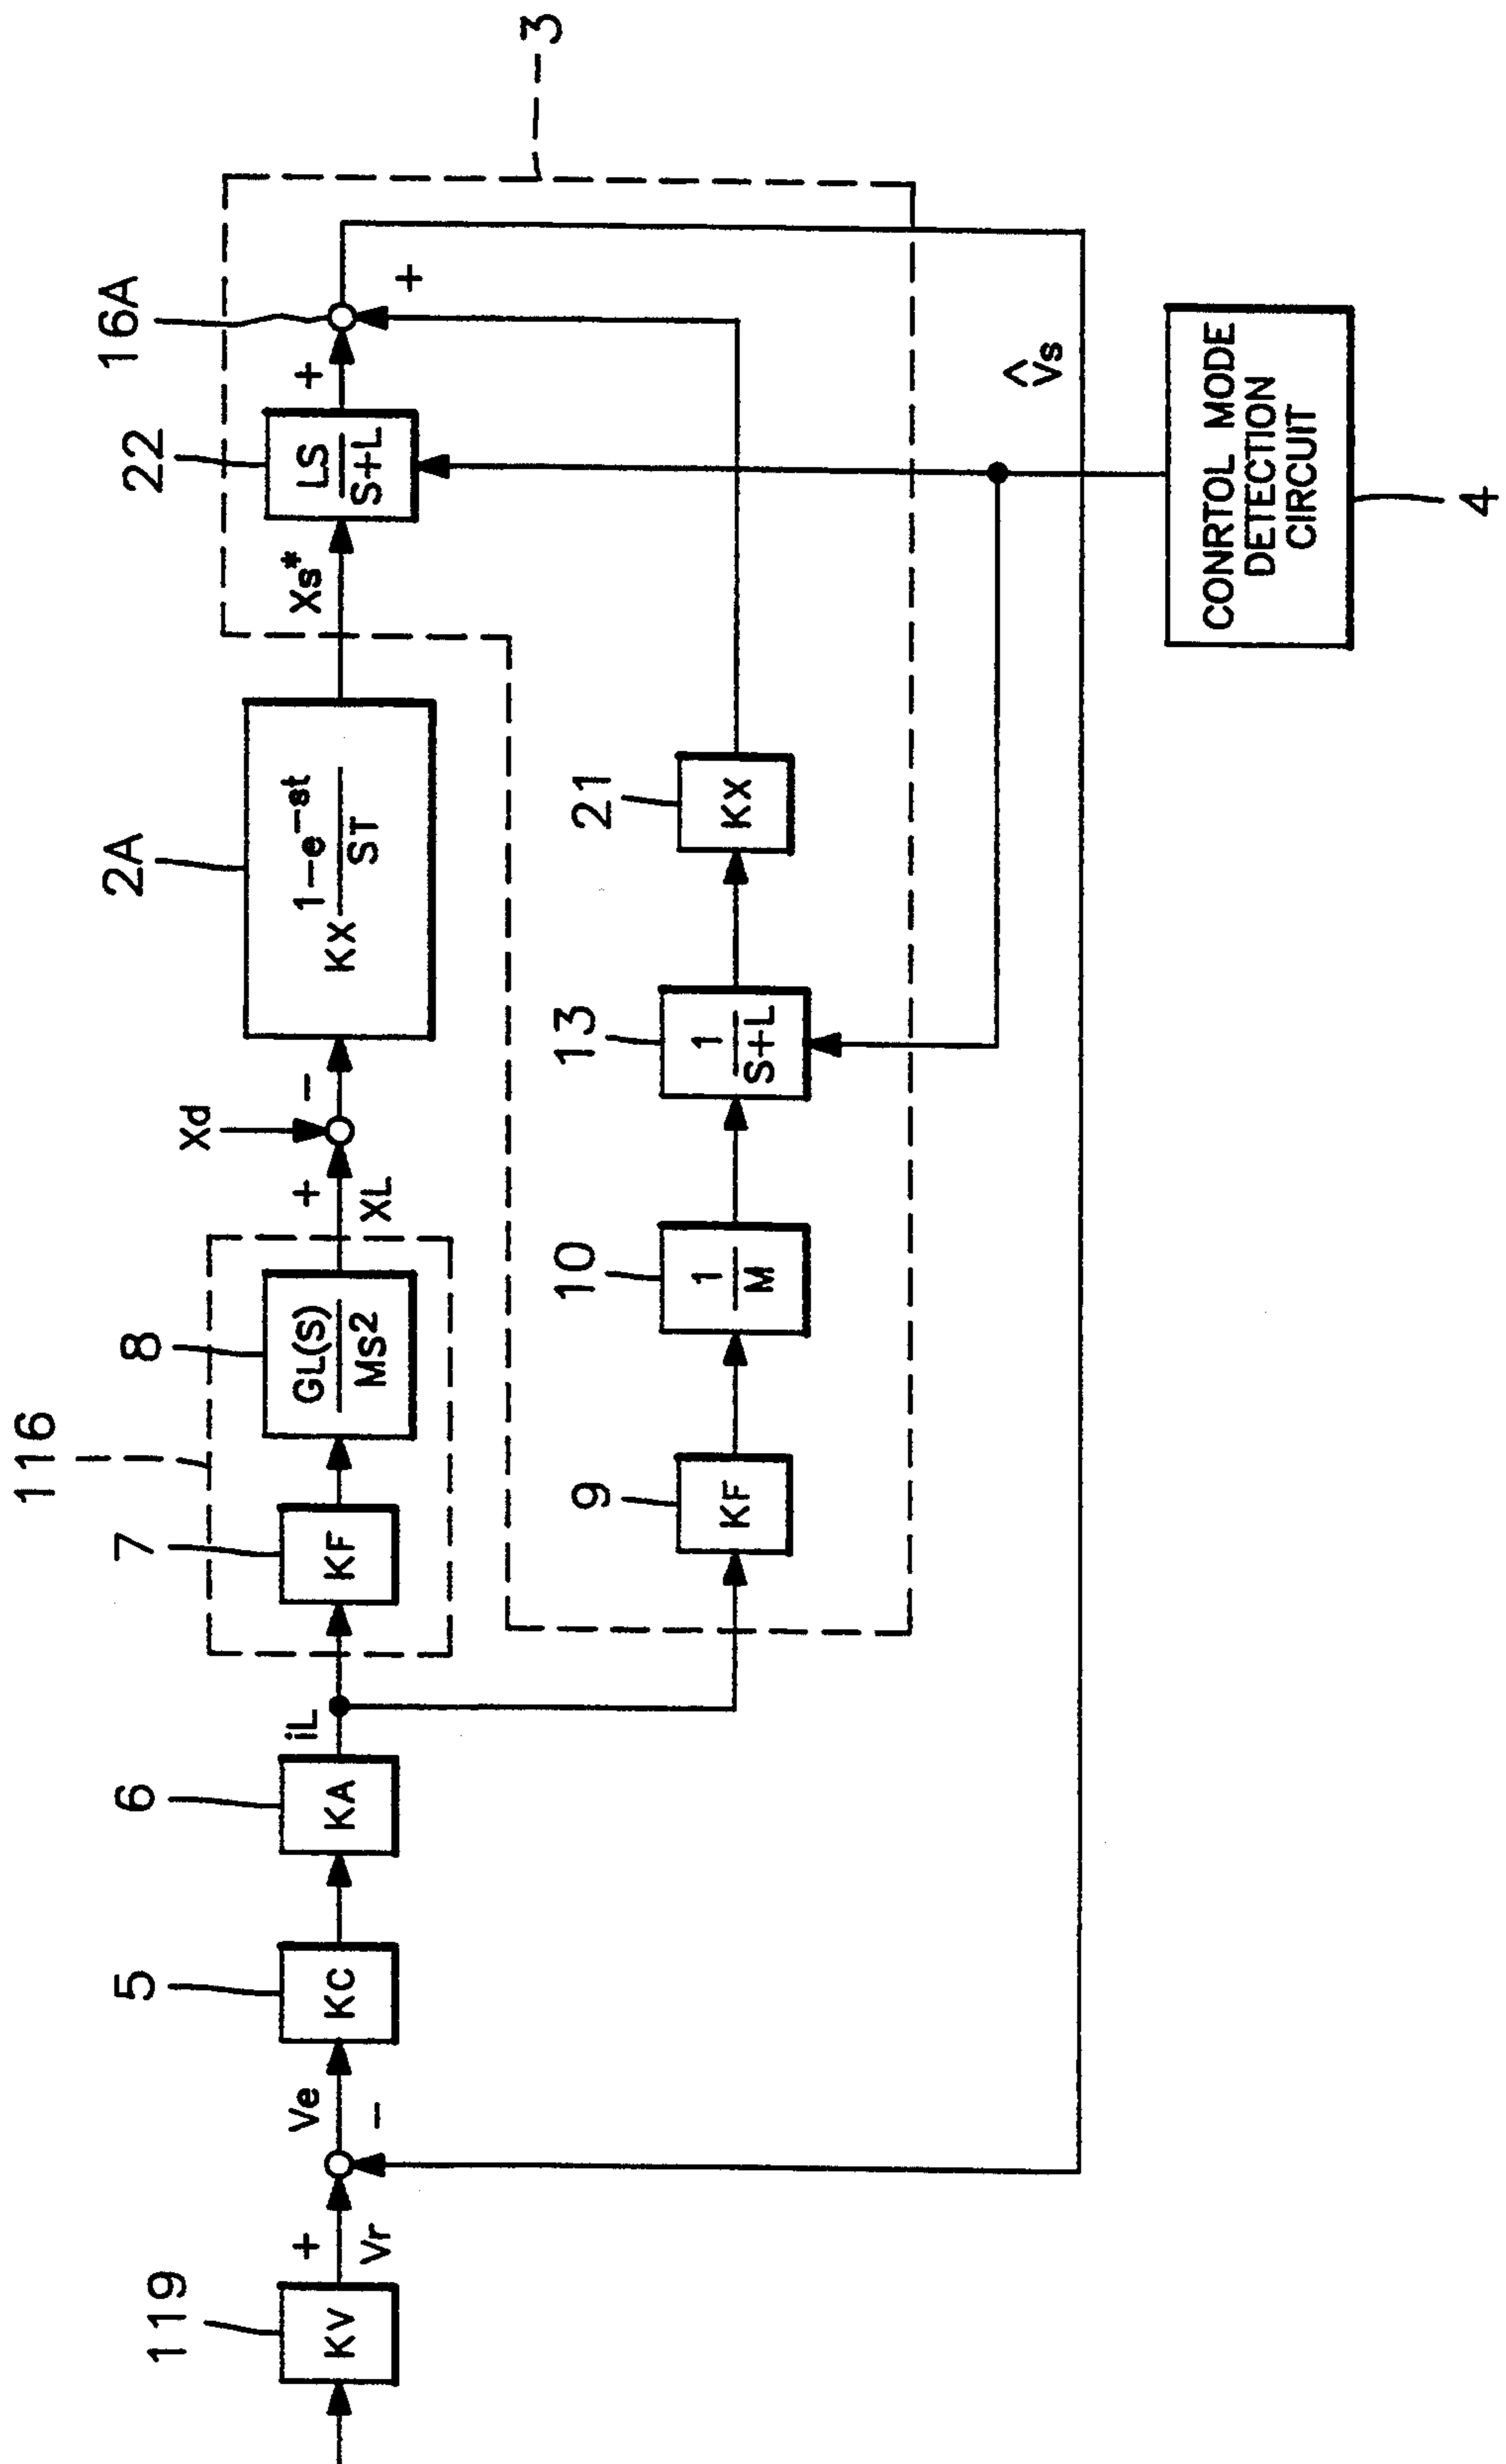 119
KV
+
Vr
Ve
−
5
KC
6
KA
iL
116
7
KF
8
GL(S)
MS2
+
XL
Xd
−
2A
KX 1−e−st
ST
Xs*
22
LS
S+L
+
16A
+
3
9
KF
10
1
M
13
1
S+L
21
KX
V̂s
CONRTOL MODE
DETECTION
CIRCUIT
4